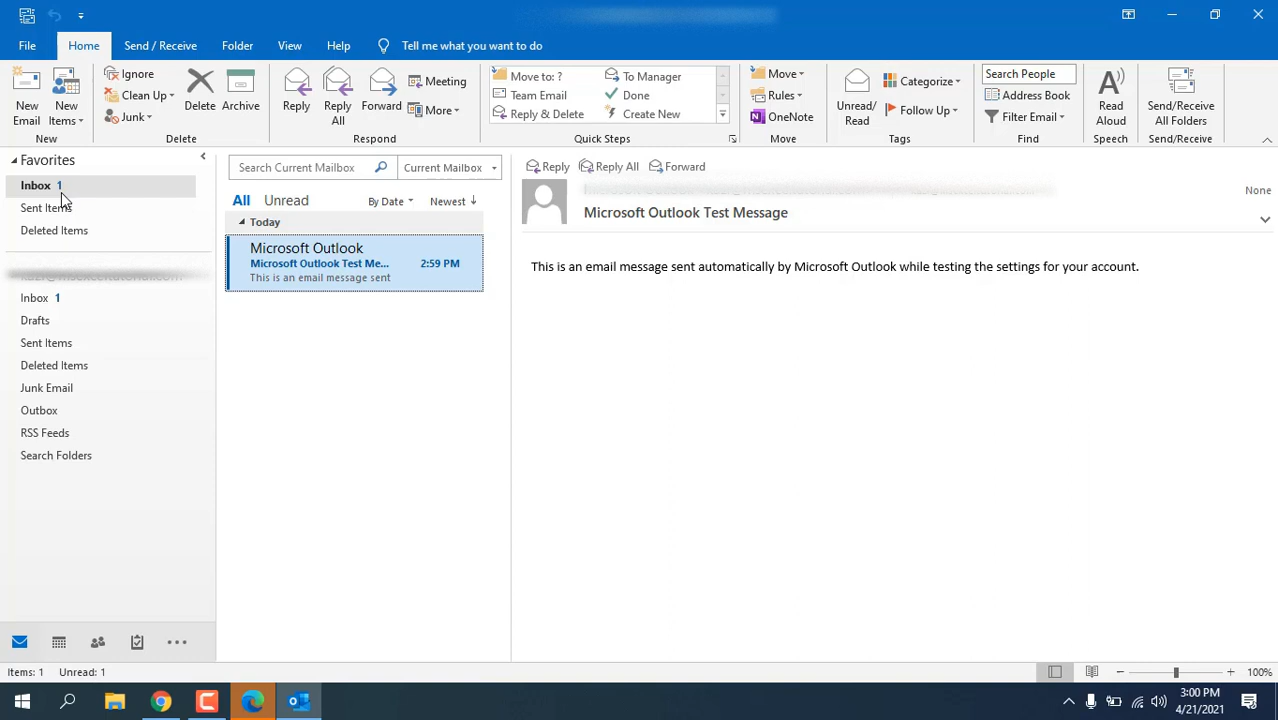 File Home Send / Receive Folder View Help Tell me what you want to do
New Email
New Items
Ignore
Clean Up
Junk
Delete
Archive
Delete
New
Reply
Reply All
Forward
Meeting
More
Respond
Move to: ?
Team Email
Reply & Delete
To Manager
Done
Create New
Quick Steps
Move
Rules
OneNote
Move
Unread/ Read
Categorize
Follow Up
Tags
Search People
Address Book
Filter Email
Find
Read Aloud
Speech
Send/Receive All Folders
Send/Receive
Favorites
Inbox 1
Sent Items
Deleted Items
Inbox 1
Drafts
Sent Items
Deleted Items
Junk Email
Outbox
RSS Feeds
Search Folders
Search Current Mailbox Current Mailbox
All Unread By Date Newest
Today
Microsoft Outlook
Microsoft Outlook Test Me... 2:59 PM
This is an email message sent
Reply Reply All Forward
None
Microsoft Outlook Test Message
This is an email message sent automatically by Microsoft Outlook while testing the settings for your account.
Items: 1 Unread: 1
100%
3:00 PM
4/21/2021